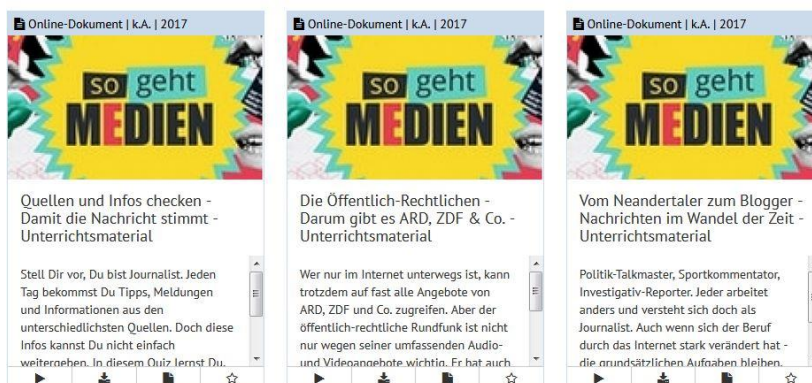 Online-Dokument | k.A. | 2017
so geht
MEDIEN
Quellen und Infos checken -
Damit die Nachricht stimmt -
Unterrichtsmaterial
Stell Dir vor, Du bist Journalist. Jeden
Tag bekommst Du Tipps, Meldungen
und Informationen aus den
unterschiedlichsten Quellen. Doch diese
Infos kannst Du nicht einfach
weitergeben. In diesem Quiz lernst Du,
Online-Dokument | k.A. | 2017
so geht
MEDIEN
Die Öffentlich-Rechtlichen -
Darum gibt es ARD, ZDF & Co. -
Unterrichtsmaterial
Wer nur im Internet unterwegs ist, kann
trotzdem auf fast alle Angebote von
ARD, ZDF und Co. zugreifen. Aber der
öffentlich-rechtliche Rundfunk ist nicht
nur wegen seiner umfassenden Audio-
und Videoangebote wichtig. Er hat auch
Online-Dokument | k.A. | 2017
so geht
MEDIEN
Vom Neandertaler zum Blogger -
Nachrichten im Wandel der Zeit -
Unterrichtsmaterial
Politik-Talkmaster, Sportkommentator,
Investigativ-Reporter. Jeder arbeitet
anders und versteht sich doch als
Journalist. Auch wenn sich der Beruf
durch das Internet stark verändert hat -
die grundsätzlichen Aufgaben bleiben.